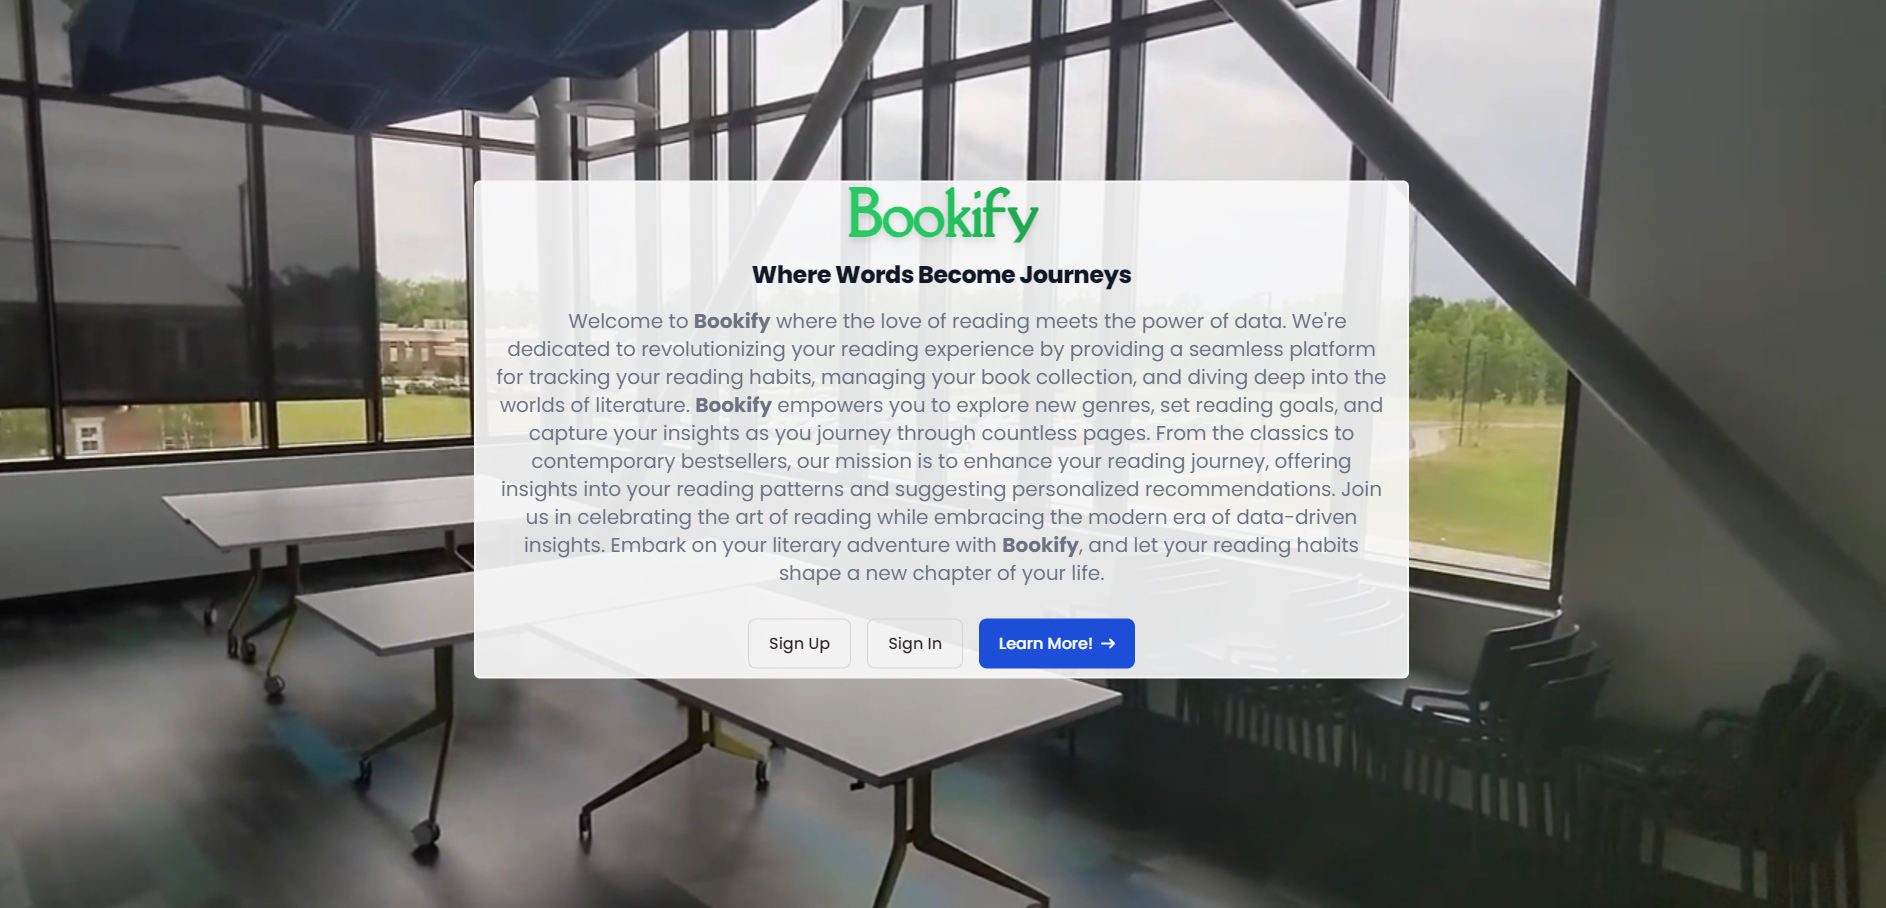 Bookify
Where Words Become Journeys
Welcome to Bookify where the love of reading meets the power of data. We're
dedicated to revolutionizing your reading experience by providing a seamless platform
for tracking your reading habits, managing your book collection, and diving deep into the
worlds of literature. Bookify empowers you to explore new genres, set reading goals, and
capture your insights as you journey through countless pages. From the classics to
contemporary bestsellers, our mission is to enhance your reading journey, offering
insights into your reading patterns and suggesting personalized recommendations. Join
us in celebrating the art of reading while embracing the modern era of data-driven
insights. Embark on your literary adventure with Bookify, and let your reading habits
shape a new chapter of your life.
Sign Up Sign In Learn More! →